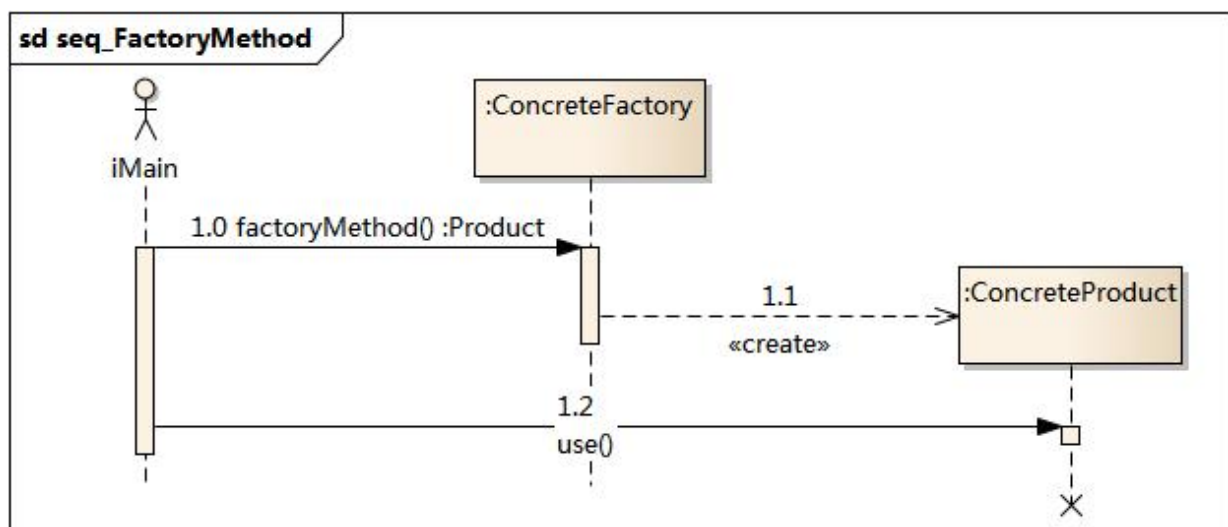 sd seq_FactoryMethod
iMain
:ConcreteFactory
1.0 factoryMethod() :Product
:ConcreteProduct
1.1
«create»
1.2
use()